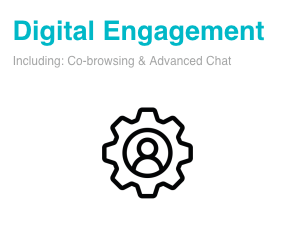 Digital Engagement
Including: Co-browsing & Advanced Chat